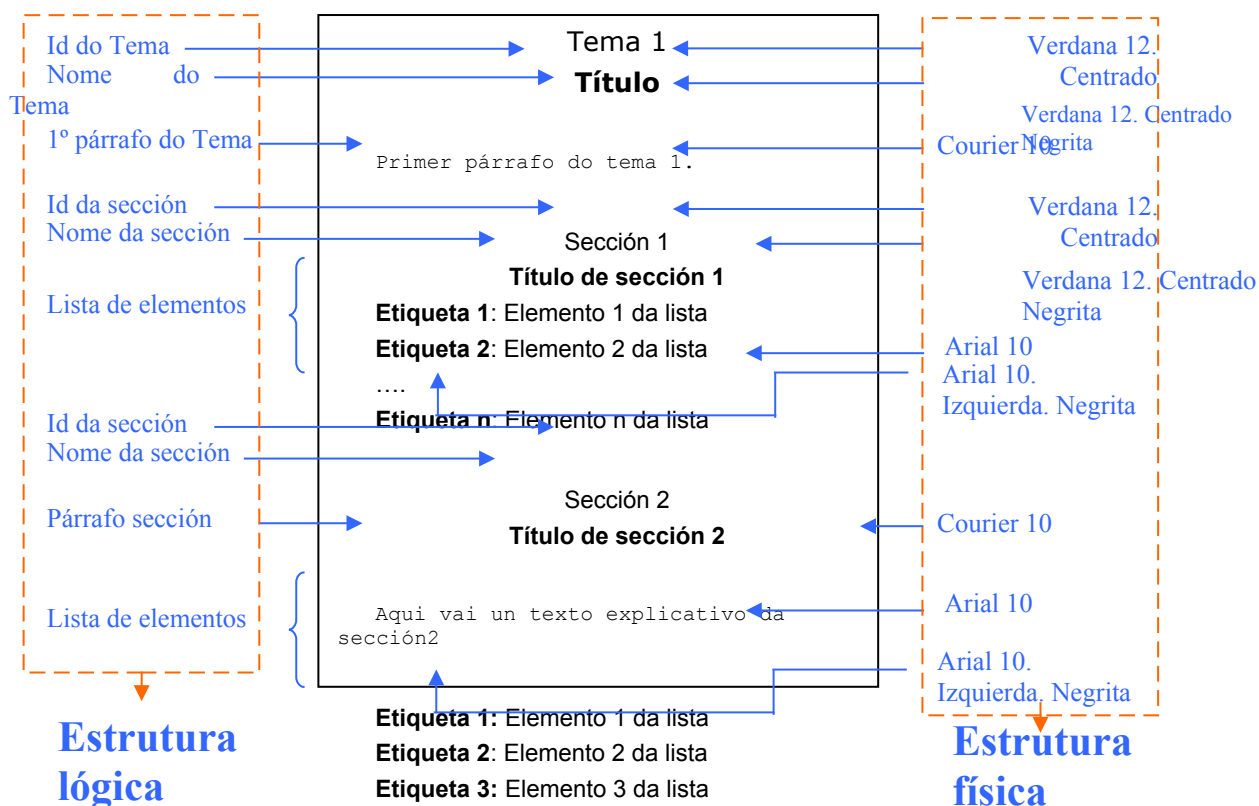 Id do Tema
Nome do
Tema
1º párrafo do Tema
Id da sección
Nome da sección
Lista de elementos
Id da sección
Nome da sección
Párrafo sección
Lista de elementos
Estrutura
lógica
Tema 1
Título
Primer párrafo do tema 1.
Sección 1
Título de sección 1
Etiqueta 1: Elemento 1 da lista
Etiqueta 2: Elemento 2 da lista
….
Etiqueta n: Elemento n da lista
Sección 2
Título de sección 2
Aqui vai un texto explicativo da
sección2
Etiqueta 1: Elemento 1 da lista
Etiqueta 2: Elemento 2 da lista
Etiqueta 3: Elemento 3 da lista
Verdana 12.
Centrado
Verdana 12. Centrado
Negrita
Courier 10
Verdana 12.
Centrado
Verdana 12. Centrado
Negrita
Arial 10
Arial 10.
Izquierda. Negrita
Courier 10
Arial 10
Arial 10.
Izquierda. Negrita
Estrutura
física